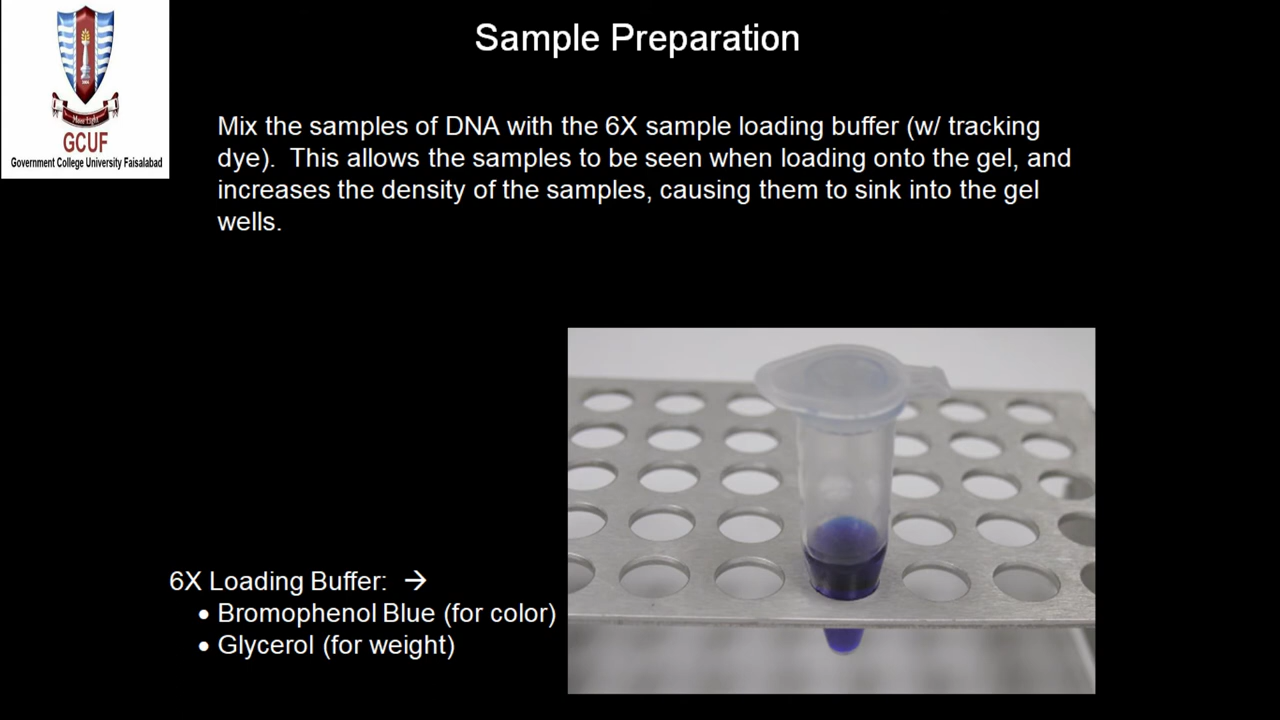 Sample Preparation
More Light
GCUF
Government College University Faisalabad
Mix the samples of DNA with the 6X sample loading buffer (w/ tracking
dye). This allows the samples to be seen when loading onto the gel, and
increases the density of the samples, causing them to sink into the gel
wells.
6X Loading Buffer: →
• Bromophenol Blue (for color)
• Glycerol (for weight)